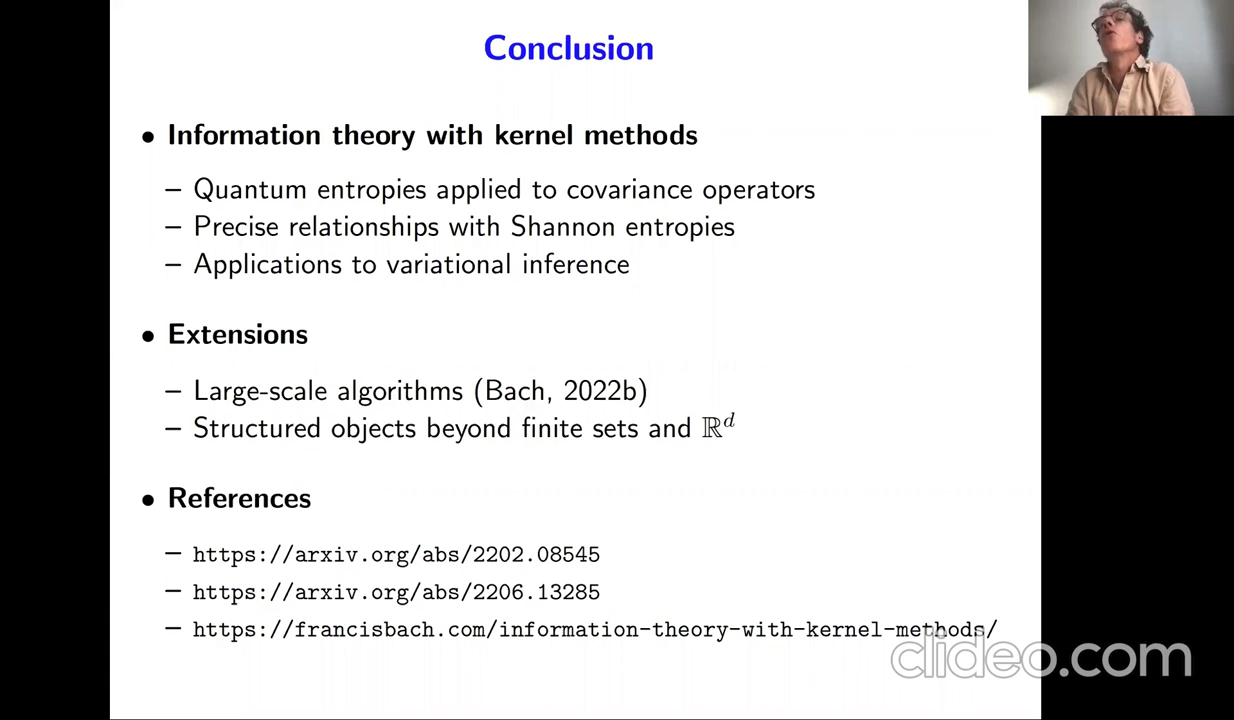 Conclusion
• Information theory with kernel methods
– Quantum entropies applied to covariance operators
– Precise relationships with Shannon entropies
– Applications to variational inference
• Extensions
– Large-scale algorithms (Bach, 2022b)
– Structured objects beyond finite sets and ℝᵈ
• References
– https://arxiv.org/abs/2202.08545
– https://arxiv.org/abs/2206.13285
– https://francisbach.com/information-theory-with-kernel-methods/
clideo.com